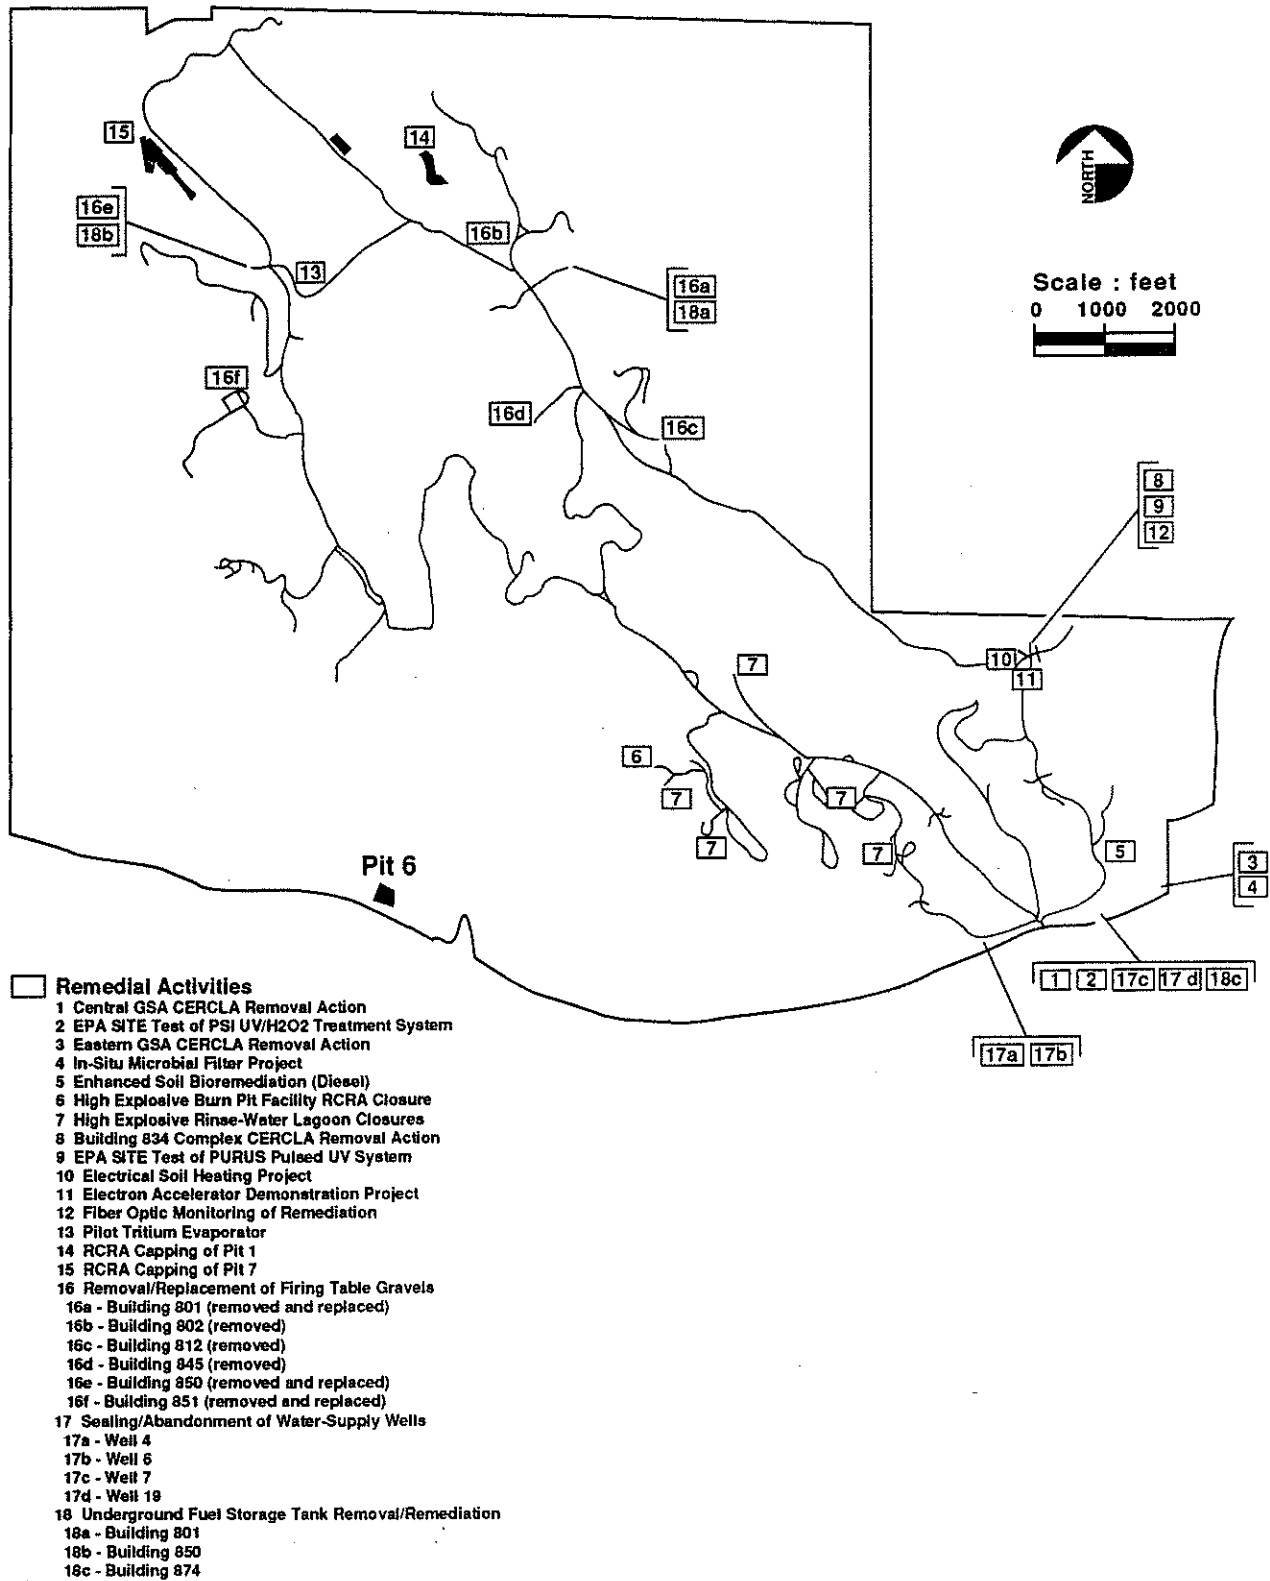 15
14
16e
18b
16b
13
16a
18a
NORTH
Scale : feet
0 1000 2000
16f
16d
16c
8
9
12
10
11
7
6
7
7
7
7
5
3
4
Pit 6
1 2 17c 17 d 18c
17a 17b
Remedial Activities
1 Central GSA CERCLA Removal Action
2 EPA SITE Test of PSI UV/H2O2 Treatment System
3 Eastern GSA CERCLA Removal Action
4 In-Situ Microbial Filter Project
5 Enhanced Soil Bioremediation (Diesel)
6 High Explosive Burn Pit Facility RCRA Closure
7 High Explosive Rinse-Water Lagoon Closures
8 Building 834 Complex CERCLA Removal Action
9 EPA SITE Test of PURUS Pulsed UV System
10 Electrical Soil Heating Project
11 Electron Accelerator Demonstration Project
12 Fiber Optic Monitoring of Remediation
13 Pilot Tritium Evaporator
14 RCRA Capping of Pit 1
15 RCRA Capping of Pit 7
16 Removal/Replacement of Firing Table Gravels
16a - Building 801 (removed and replaced)
16b - Building 802 (removed)
16c - Building 812 (removed)
16d - Building 845 (removed)
16e - Building 850 (removed and replaced)
16f - Building 851 (removed and replaced)
17 Sealing/Abandonment of Water-Supply Wells
17a - Well 4
17b - Well 6
17c - Well 7
17d - Well 19
18 Underground Fuel Storage Tank Removal/Remediation
18a - Building 801
18b - Building 850
18c - Building 874